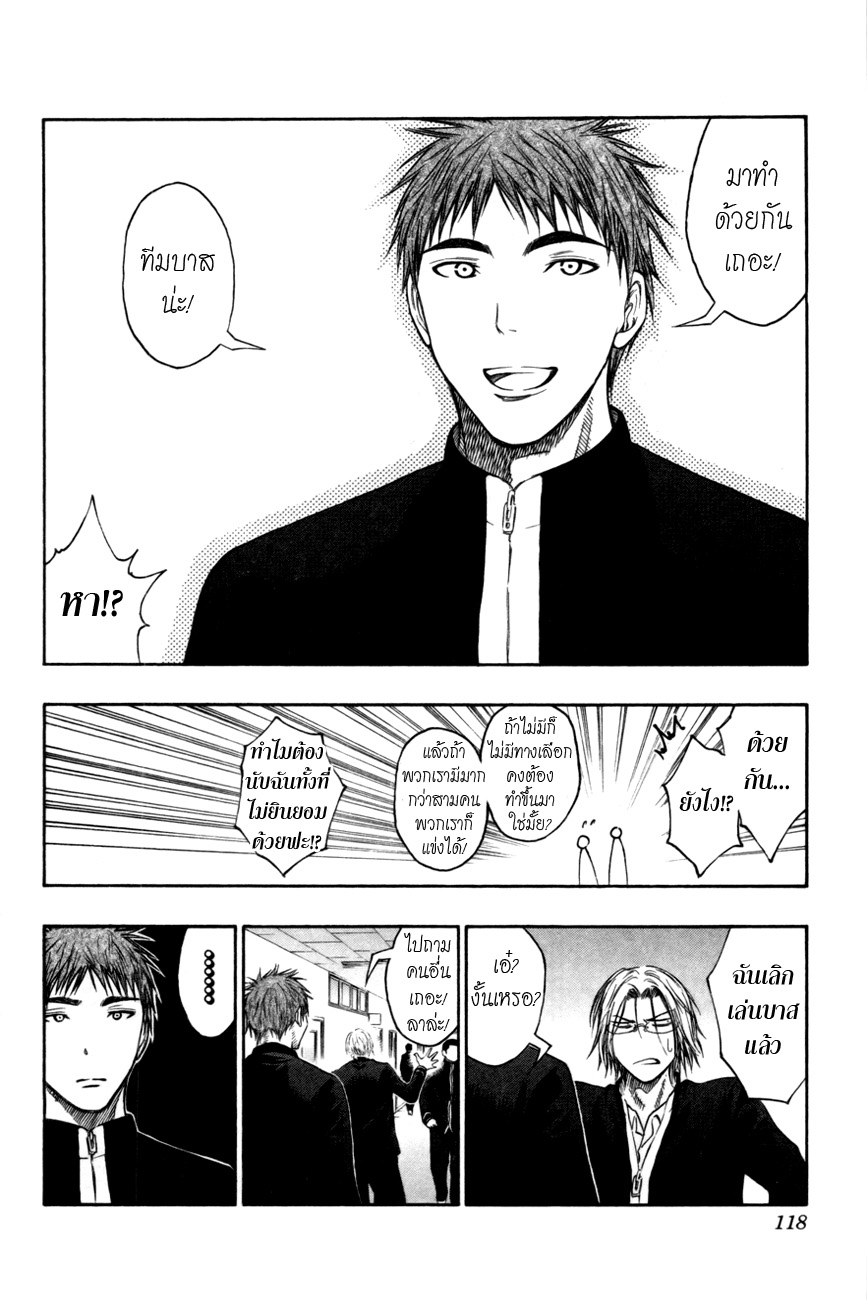 มาทำ
ด้วยกัน
เถอะ!
ทีมบาส
น่ะ!
หา!?
ด้วย
กัน...
ยังไง!?
ถ้าไม่มีก็
ไม่มีทางเลือก
คงต้อง
ทำขึ้นมา
ใช่มั้ย?
แล้วถ้า
พวกเรามีมาก
กว่าสามคน
พวกเราก็
แข่งได้!
ทำไมต้อง
นับฉันทั้งที่
ไม่ยินยอม
ด้วยฟะ!?
ฉันเลิก
เล่นบาส
แล้ว
เอ๋?
งั้นเหรอ?
ไปถาม
คนอื่น
เถอะ!
ลาล่ะ!
118